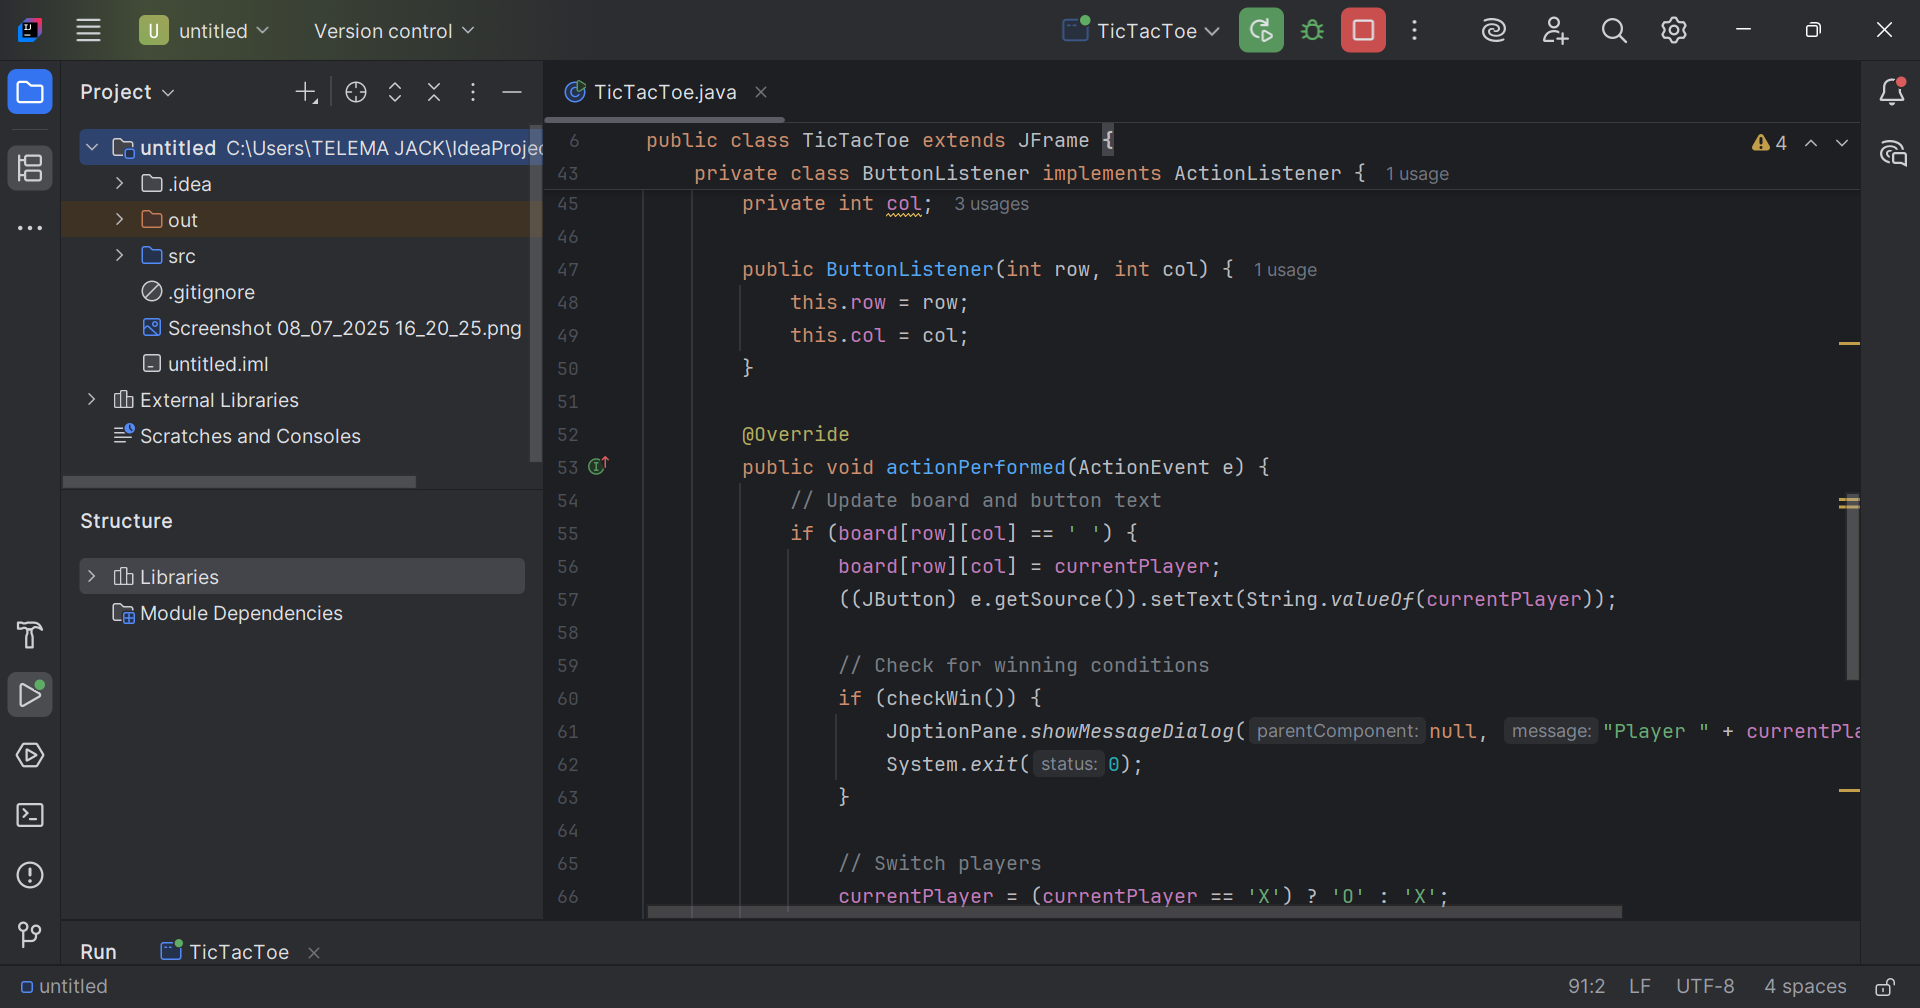 U untitled Version control TicTacToe
Project
TicTacToe.java
untitled C:\Users\TELEMA JACK\IdeaProjec
.idea
out
src
.gitignore
Screenshot 08_07_2025 16_20_25.png
untitled.iml
External Libraries
Scratches and Consoles
Structure
Libraries
Module Dependencies
6 public class TicTacToe extends JFrame {
4
43 private class ButtonListener implements ActionListener { 1 usage
45 private int col; 3 usages
46
47 public ButtonListener(int row, int col) { 1 usage
48 this.row = row;
49 this.col = col;
50 }
51
52 @Override
53 public void actionPerformed(ActionEvent e) {
54 // Update board and button text
55 if (board[row][col] == ' ') {
56 board[row][col] = currentPlayer;
57 ((JButton) e.getSource()).setText(String.valueOf(currentPlayer));
58
59 // Check for winning conditions
60 if (checkWin()) {
61 JOptionPane.showMessageDialog( parentComponent: null, message: "Player " + currentPla
62 System.exit( status: 0);
63 }
64
65 // Switch players
66 currentPlayer = (currentPlayer == 'X') ? 'O' : 'X';
Run TicTacToe
untitled
91:2 LF UTF-8 4 spaces